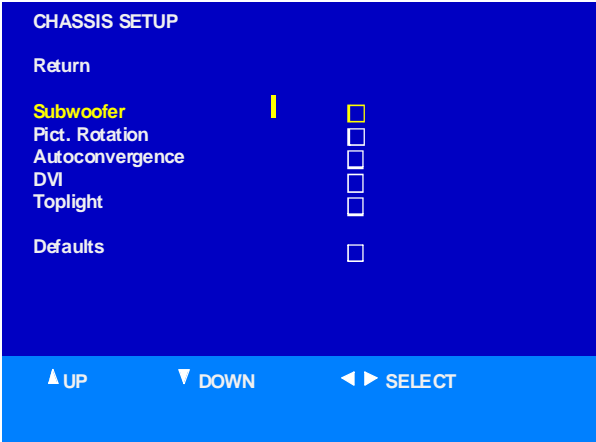 CHASSIS SETUP
Return
Subwoofer
Pict. Rotation
Autoconvergence
DVI
Toplight
Defaults
UP DOWN SELECT